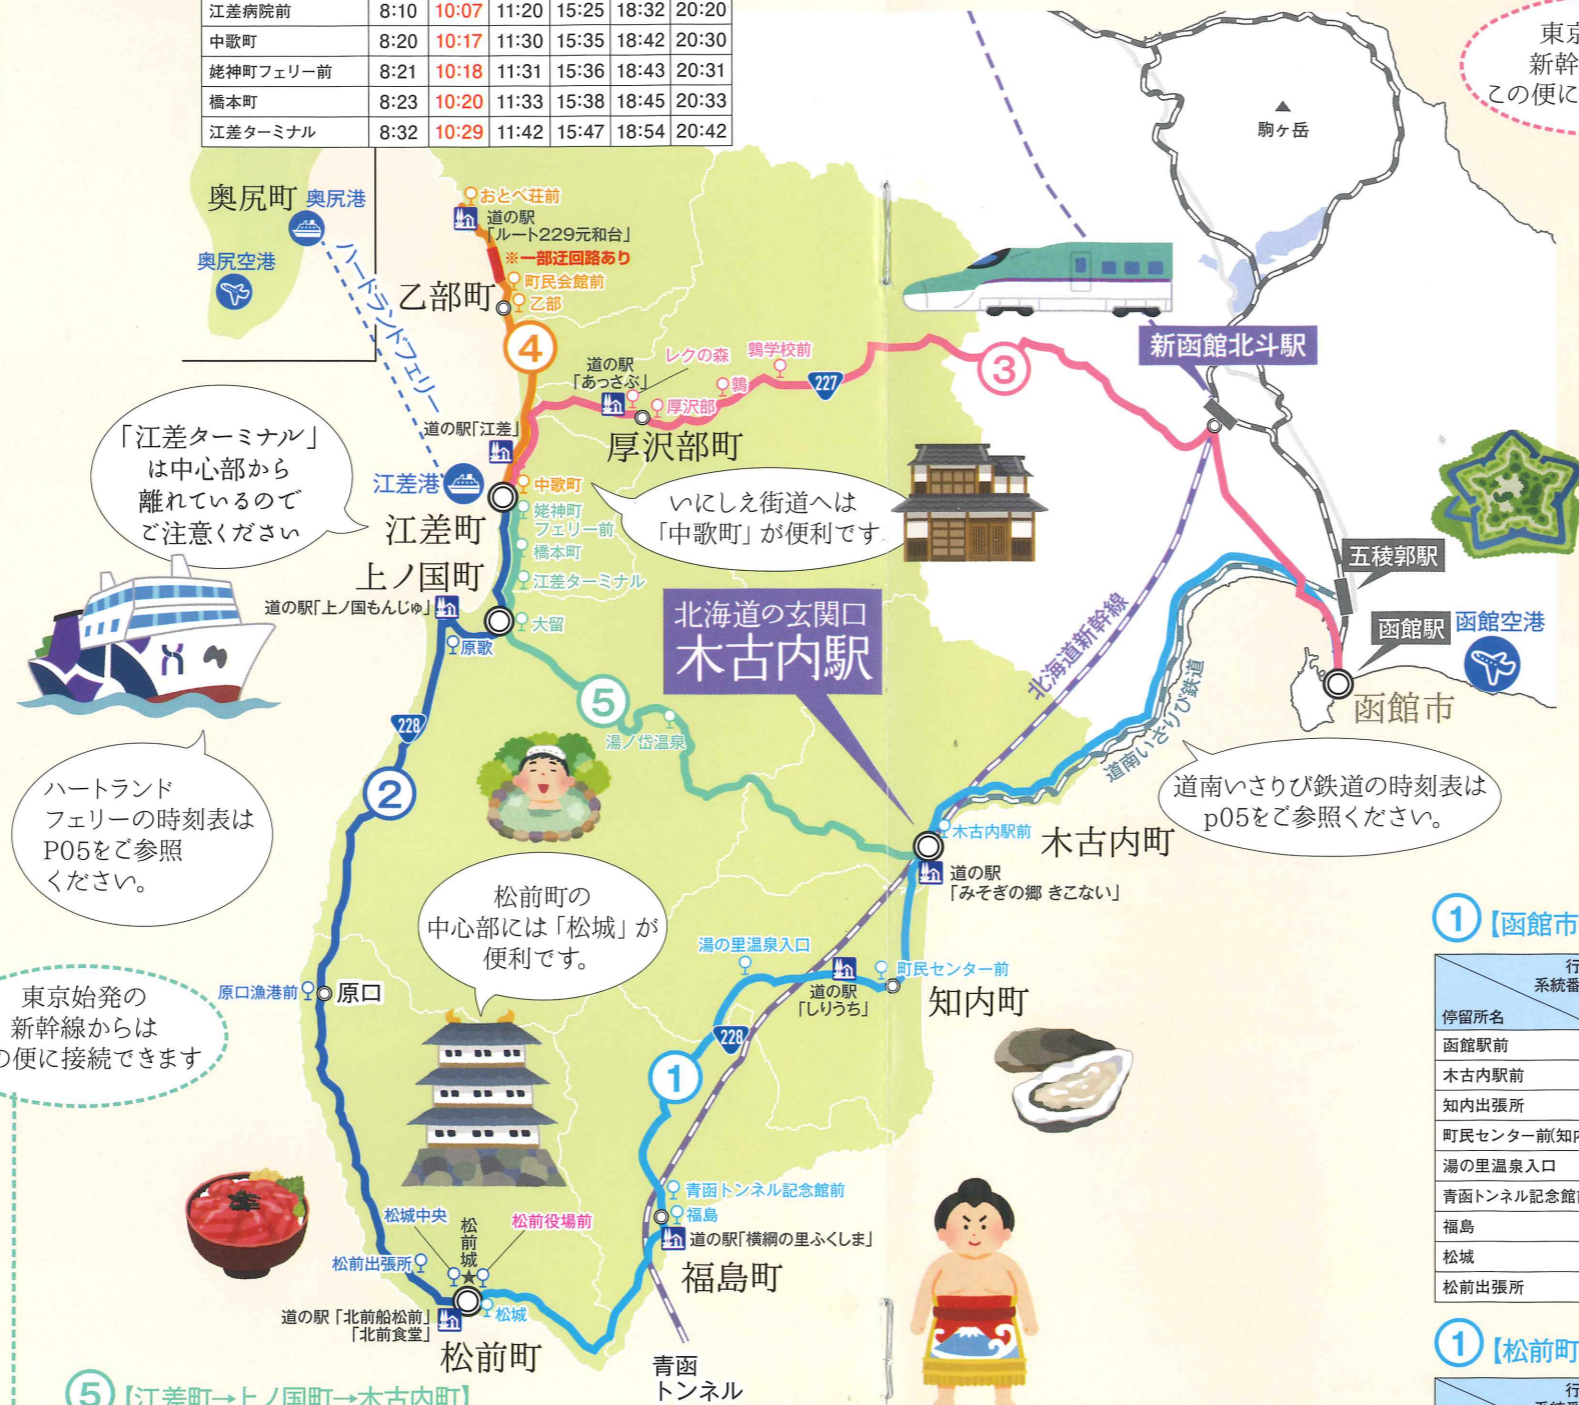 江差病院前 8:10 10:07 11:20 15:25 18:32 20:20
中歌町 8:20 10:17 11:30 15:35 18:42 20:30
姥神町フェリー前 8:21 10:18 11:31 15:36 18:43 20:31
橋本町 8:23 10:20 11:33 15:38 18:45 20:33
江差ターミナル 8:32 10:29 11:42 15:47 18:54 20:42
東京
新幹
この便に
駒ヶ岳
奥尻町
奥尻港
奥尻空港
ハートランドフェリー
おとべ荘前
道の駅
「ルート229元和台」
※一部迂回路あり
町民会館前
乙部
乙部町
4
道の駅
「あっさぶ」
レクの森
鶉学校前
鶉
厚沢部
227
厚沢部町
3
新函館北斗駅
「江差ターミナル」
は中心部から
離れているので
ご注意ください
道の駅「江差」
江差港
江差町
中歌町
姥神町
フェリー前
橋本町
江差ターミナル
いにしえ街道へは
「中歌町」が便利です
上ノ国町
道の駅「上ノ国もんじゅ」
大留
原歌
北海道の玄関口
木古内駅
五稜郭駅
函館駅
函館空港
函館市
北海道新幹線
道南いさりび鉄道
道南いさりび鉄道の時刻表は
p05をご参照ください。
5
湯ノ岱温泉
228
2
ハートランド
フェリーの時刻表は
P05をご参照
ください。
木古内駅前
木古内町
道の駅
「みそぎの郷 きこない」
松前町の
中心部には「松城」が
便利です。
湯の里温泉入口
道の駅
「しりうち」
町民センター前
知内町
228
1
原口漁港前
原口
東京始発の
新幹線からは
の便に接続できます
青函トンネル記念館前
福島
道の駅「横綱の里ふくしま」
福島町
松城中央
松前城
松前役場前
松前出張所
松城
道の駅「北前船松前」
「北前食堂」
松前町
青函
トンネル
5【江差町→上ノ国町→木古内町】
1【函館市
行
系統番
停留所名
函館駅前
木古内駅前
知内出張所
町民センター前(知内
湯の里温泉入口
青函トンネル記念館前
福島
松城
松前出張所
1【松前町
行
系統番